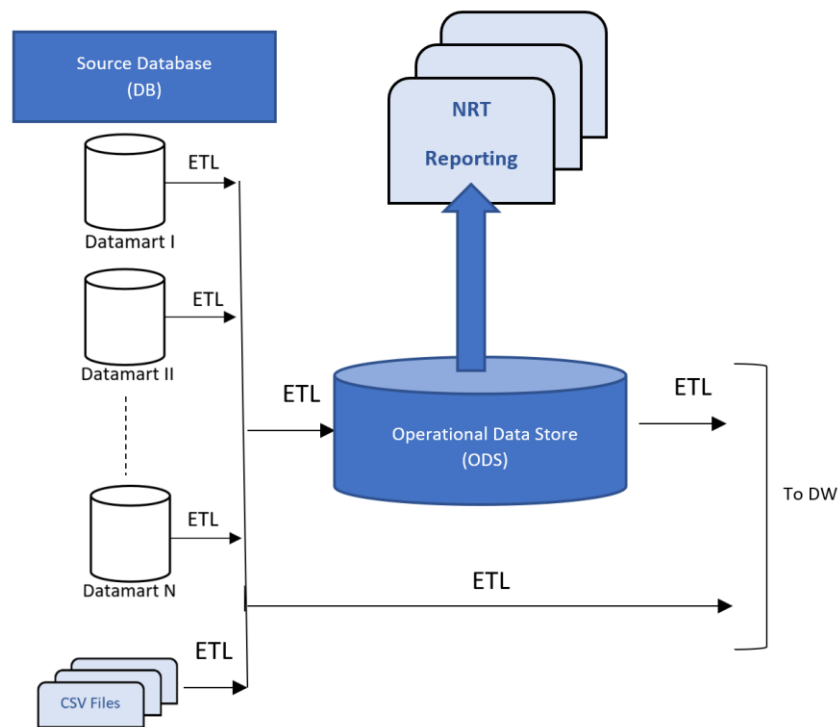 Source Database
(DB)
NRT
Reporting
ETL
Datamart I
ETL
Datamart II
ETL
Operational Data Store
(ODS)
ETL
To DW
ETL
Datamart N
ETL
ETL
CSV Files